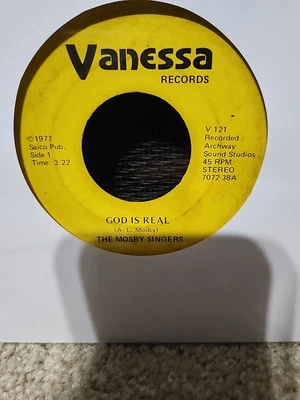 Vanessa
RECORDS
©1977
Saico Pub.
Side 1
Time: 3:22
V 121
Recorded:
Archway
Sound Studios
45 RPM
STEREO
7072-38A
GOD IS REAL
(A. L. Mosby)
THE MOSBY SINGERS